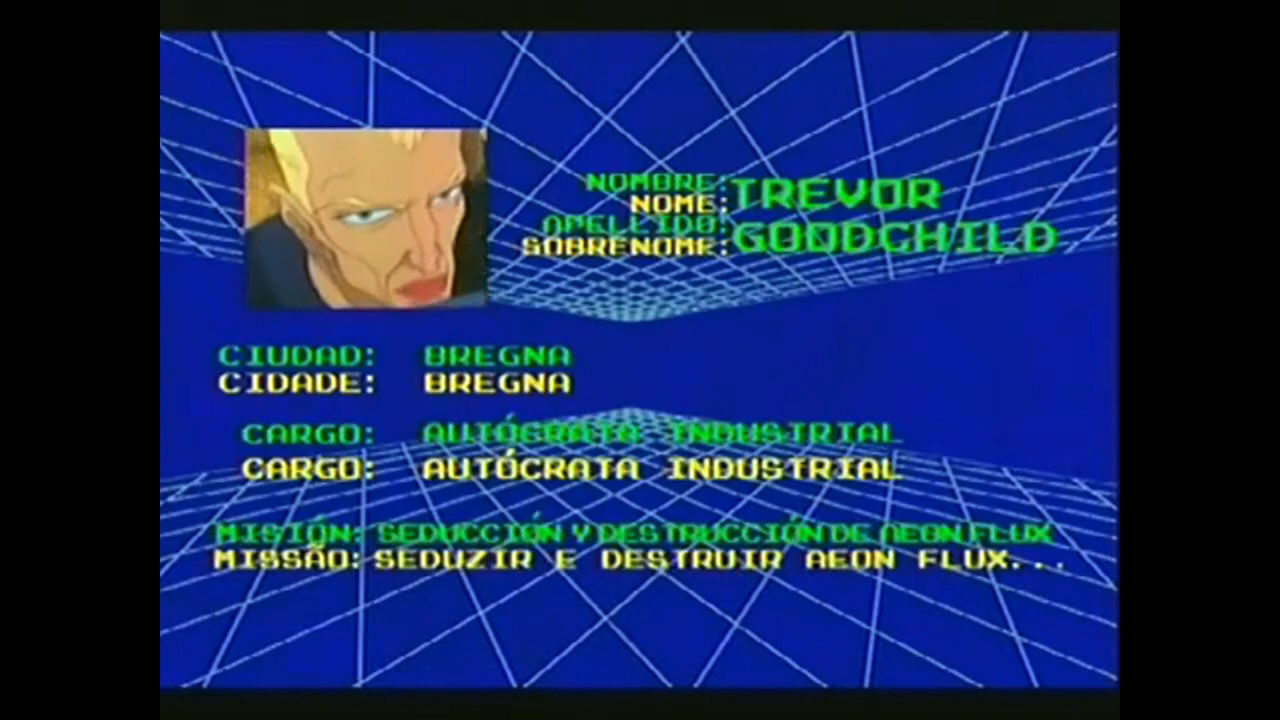 NOMBRE: TREVOR
NOME:
APELLIDO: GOODCHILD
SOBRENOME:
CIUDAD: BREGNA
CIDADE: BREGNA
CARGO: AUTÓCRATA INDUSTRIAL
CARGO: AUTÓCRATA INDUSTRIAL
MISIÓN: SEDUCCIÓN Y DESTRUCCIÓN DE AEON FLUX
MISSÃO: SEDUZIR E DESTRUIR AEON FLUX...